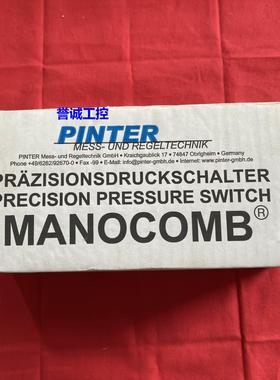 誉诚工控
PINTER
MESS- UND REGELTECHNIK
PINTER Mess- und Regeltechnik GmbH • Kraichgaublick 17 • 74847 Obrigheim • Germany
Phone +49/6262/92670-0 • Fax -99 • E-Mail: info@pinter-gmbh.de • Internet: www.pinter-gmbh.de
PRÄZISIONSDRUCKSCHALTER
PRECISION PRESSURE SWITCH
MANOCOMB®